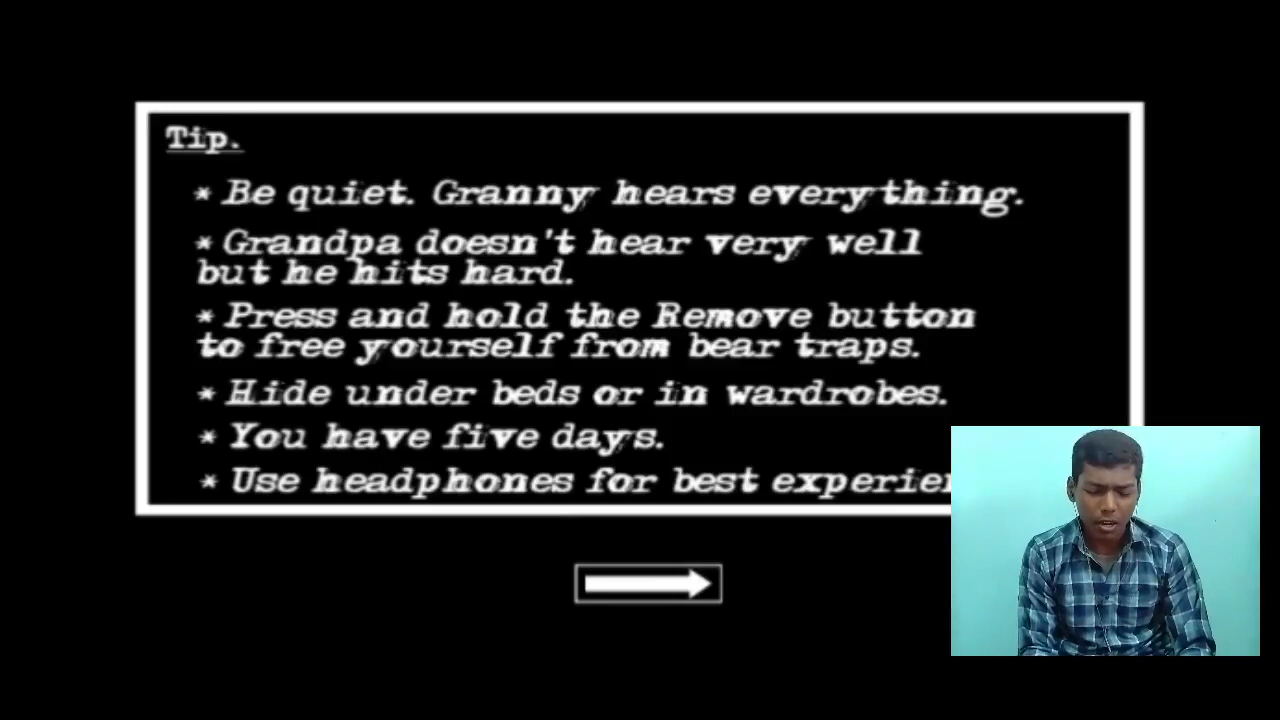 Tip.
* Be quiet. Granny hears everything.
* Grandpa doesn't hear very well
but he hits hard.
* Press and hold the Remove button
to free yourself from bear traps.
* Hide under beds or in wardrobes.
* You have five days.
* Use headphones for best